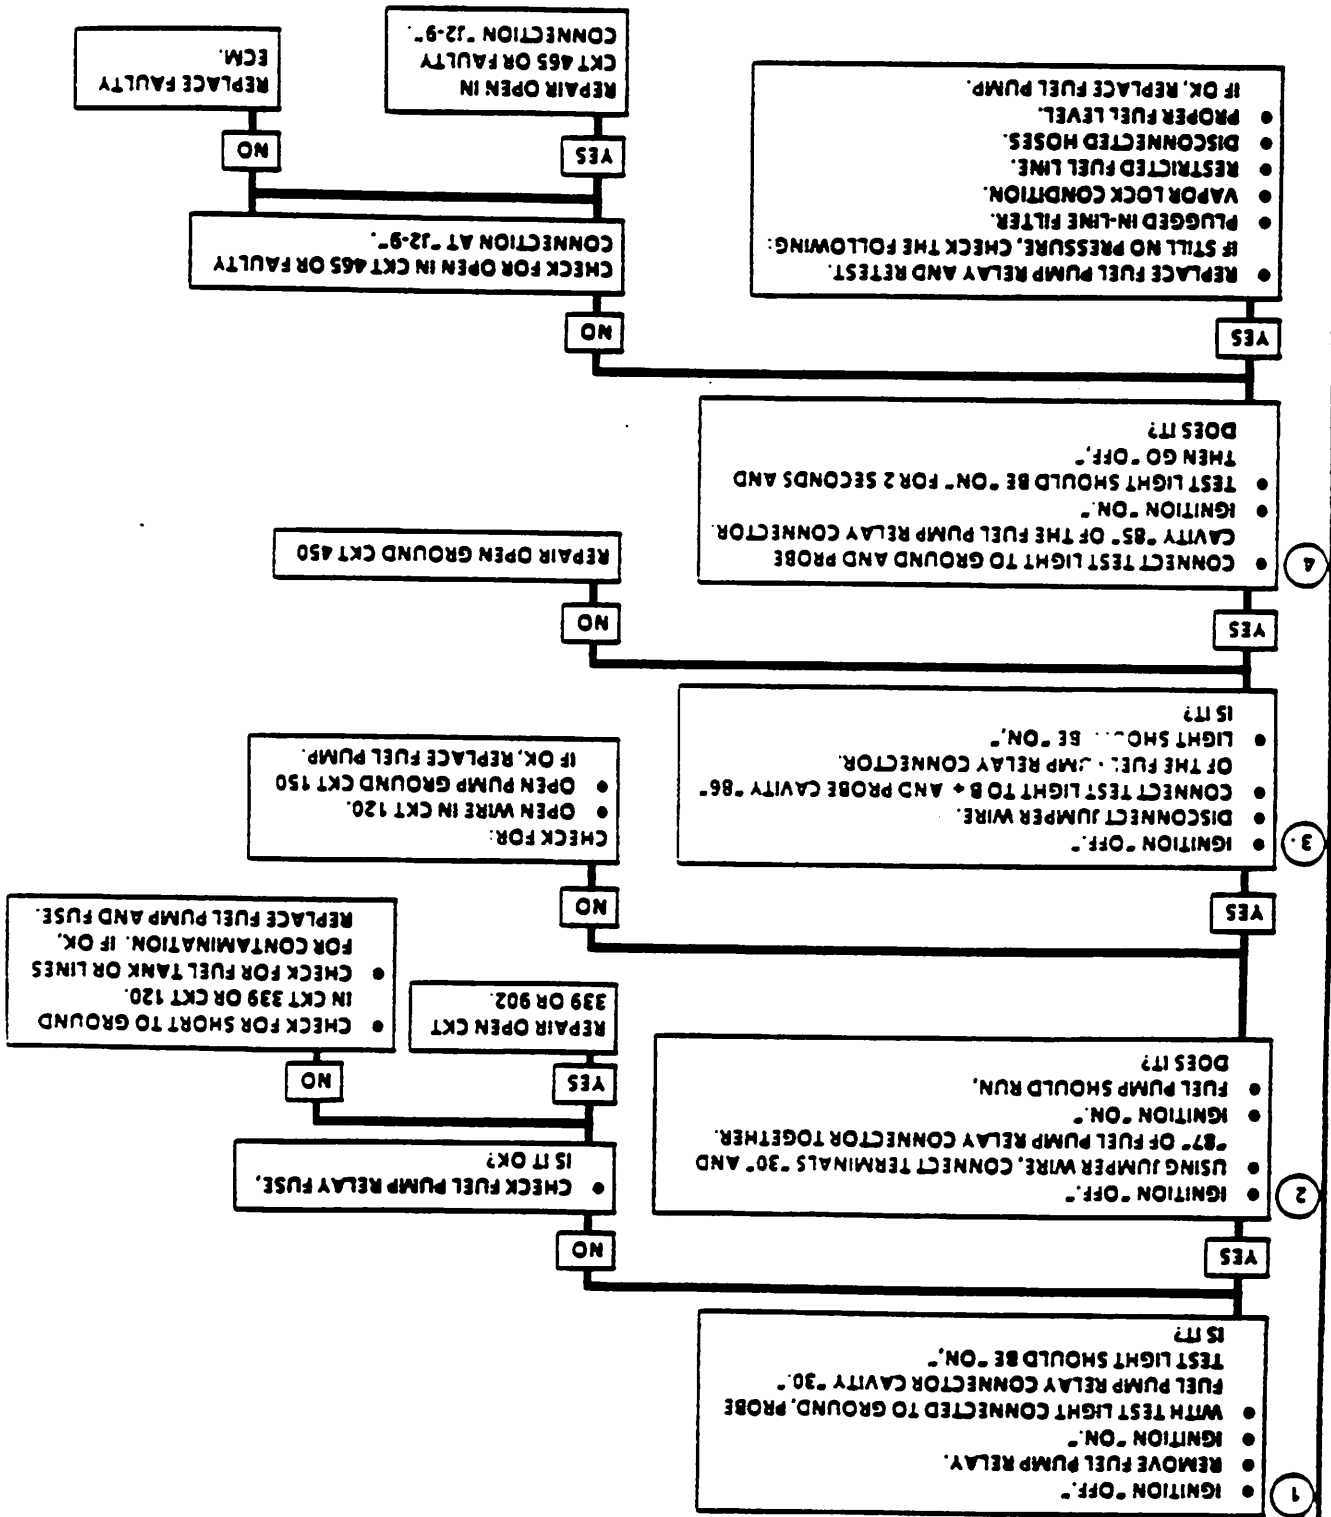 1
● IGNITION "OFF."
● REMOVE FUEL PUMP RELAY.
● IGNITION "ON."
● WITH TEST LIGHT CONNECTED TO GROUND, PROBE
FUEL PUMP RELAY CONNECTOR CAVITY "30."
TEST LIGHT SHOULD BE "ON",
IS IT?
YES
NO
2
● IGNITION "OFF."
● USING JUMPER WIRE, CONNECT TERMINALS "30" AND
"87" OF FUEL PUMP RELAY CONNECTOR TOGETHER.
● IGNITION "ON."
● FUEL PUMP SHOULD RUN,
DOES IT?
● CHECK FUEL PUMP RELAY FUSE,
IS IT OK?
YES
NO
REPAIR OPEN CKT
339 OR 902.
● CHECK FOR SHORT TO GROUND
IN CKT 339 OR CKT 120.
● CHECK FOR FUEL TANK OR LINES
FOR CONTAMINATION. IF OK,
REPLACE FUEL PUMP AND FUSE.
YES
NO
3.
● IGNITION "OFF."
● DISCONNECT JUMPER WIRE.
● CONNECT TEST LIGHT TO B + AND PROBE CAVITY "86"
OF THE FUEL PUMP RELAY CONNECTOR.
● LIGHT BE "ON",
IS IT?
CHECK FOR:
● OPEN WIRE IN CKT 120.
● OPEN PUMP GROUND CKT 150
IF OK, REPLACE FUEL PUMP.
YES
NO
4
● CONNECT TEST LIGHT TO GROUND AND PROBE
CAVITY "85" OF THE FUEL PUMP RELAY CONNECTOR.
● IGNITION "ON."
● TEST LIGHT SHOULD BE "ON" FOR 2 SECONDS AND
THEN GO "OFF",
DOES IT?
REPAIR OPEN GROUND CKT 450
YES
NO
● REPLACE FUEL PUMP RELAY AND RETEST.
IF STILL NO PRESSURE, CHECK THE FOLLOWING:
● PLUGGED IN-LINE FILTER.
● VAPOR LOCK CONDITION.
● RESTRICTED FUEL LINE.
● DISCONNECTED HOSES.
● PROPER FUEL LEVEL.
IF OK, REPLACE FUEL PUMP.
CHECK FOR OPEN IN CKT 465 OR FAULTY
CONNECTION AT "J2-9".
YES
NO
REPAIR OPEN IN
CKT 465 OR FAULTY
CONNECTION "J2-9".
REPLACE FAULTY
ECM.